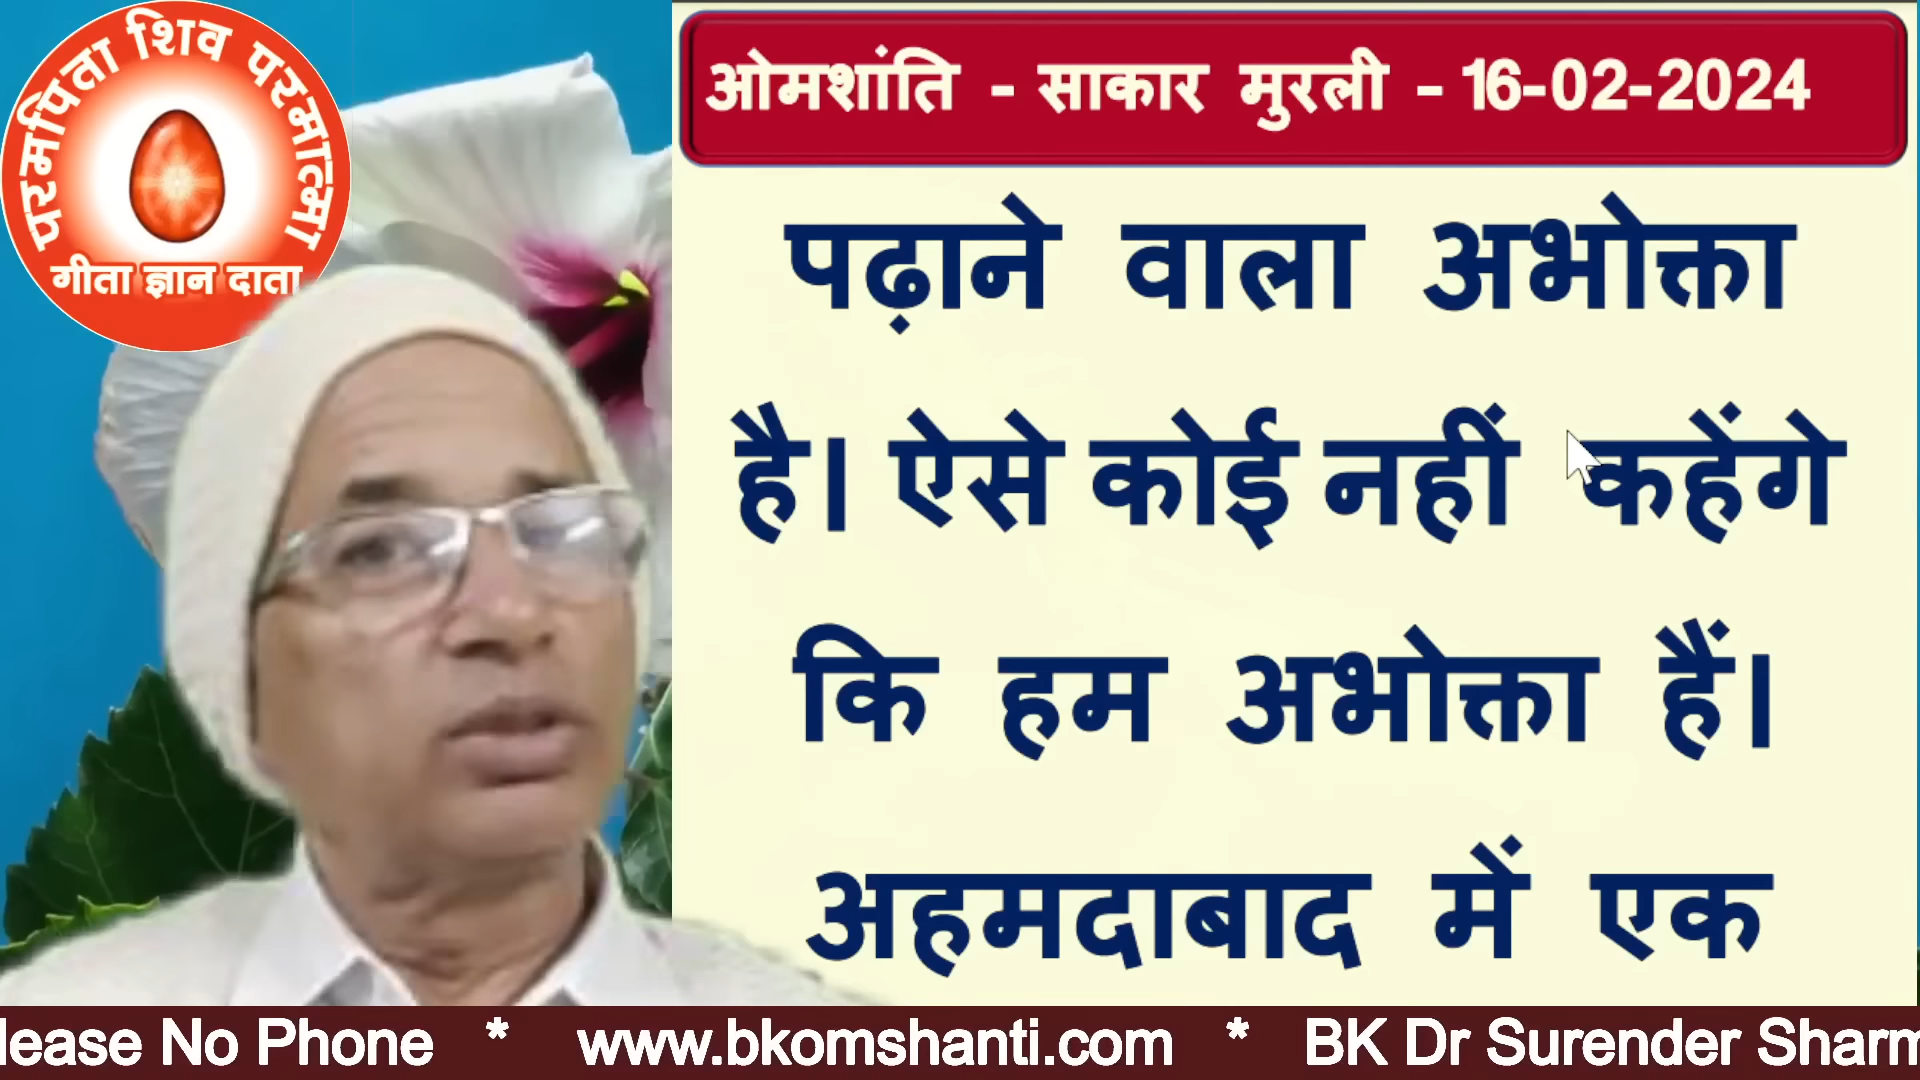 परमपिता शिव परमात्मा
गीता ज्ञान दाता
ओमशांति - साकार मुरली - 16-02-2024
पढ़ाने वाला अभोक्ता
है। ऐसे कोई नहीं कहेंगे
कि हम अभोक्ता हैं।
अहमदाबाद में एक
lease No Phone * www.bkomshanti.com * BK Dr Surender Sharm